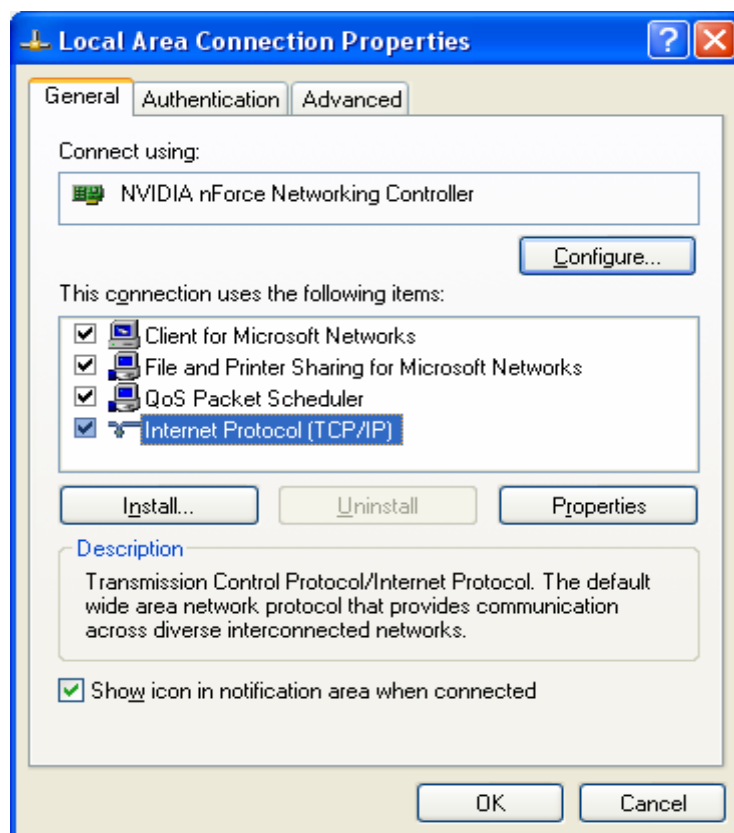 Local Area Connection Properties
General Authentication Advanced
Connect using:
NVIDIA nForce Networking Controller
Configure...
This connection uses the following items:
Client for Microsoft Networks
File and Printer Sharing for Microsoft Networks
QoS Packet Scheduler
Internet Protocol (TCP/IP)
Install... Uninstall Properties
Description
Transmission Control Protocol/Internet Protocol. The default
wide area network protocol that provides communication
across diverse interconnected networks.
Show icon in notification area when connected
OK Cancel